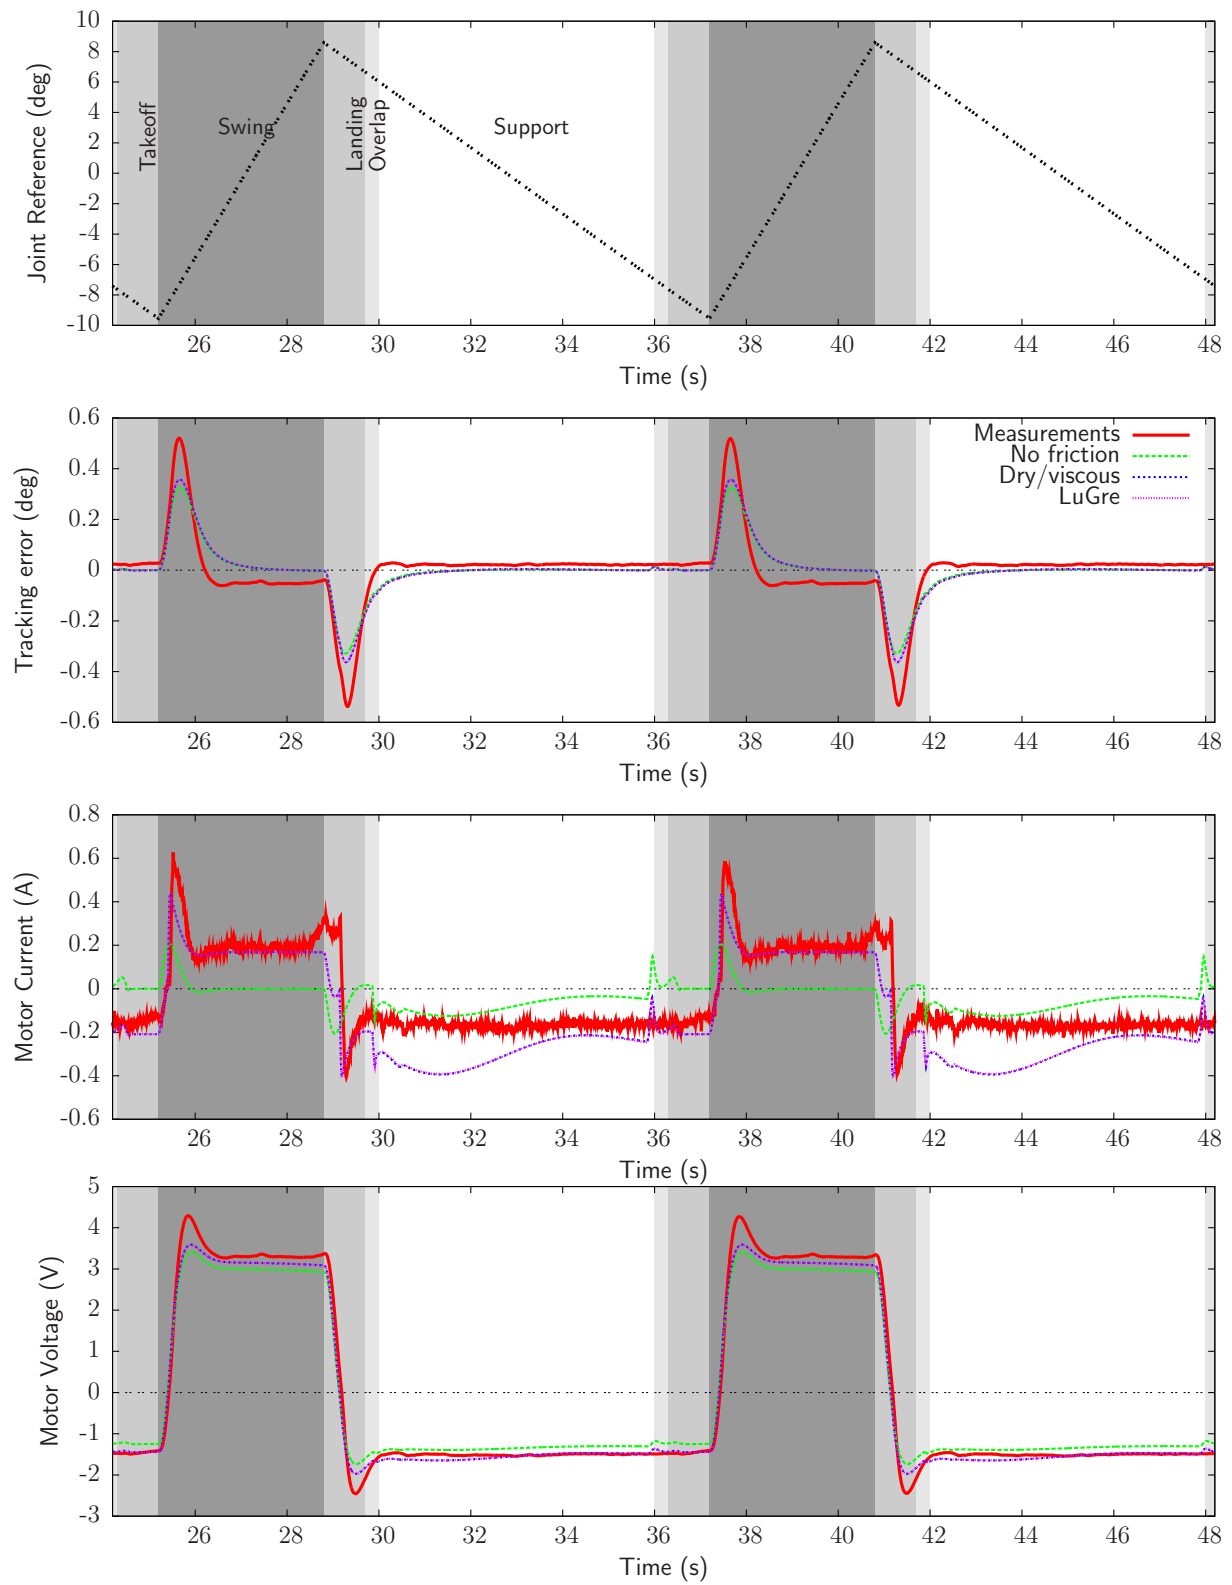 10
8
6
4
2
0
-2
-4
-6
-8
-10
Joint Reference (deg)
Takeoff
Swing
Landing
Overlap
Support
26 28 30 32 34 36 38 40 42 44 46 48
Time (s)
0.6
0.4
0.2
0
-0.2
-0.4
-0.6
Tracking error (deg)
Measurements
No friction
Dry/viscous
LuGre
26 28 30 32 34 36 38 40 42 44 46 48
Time (s)
0.8
0.6
0.4
0.2
0
-0.2
-0.4
-0.6
Motor Current (A)
26 28 30 32 34 36 38 40 42 44 46 48
Time (s)
5
4
3
2
1
0
-1
-2
-3
Motor Voltage (V)
26 28 30 32 34 36 38 40 42 44 46 48
Time (s)